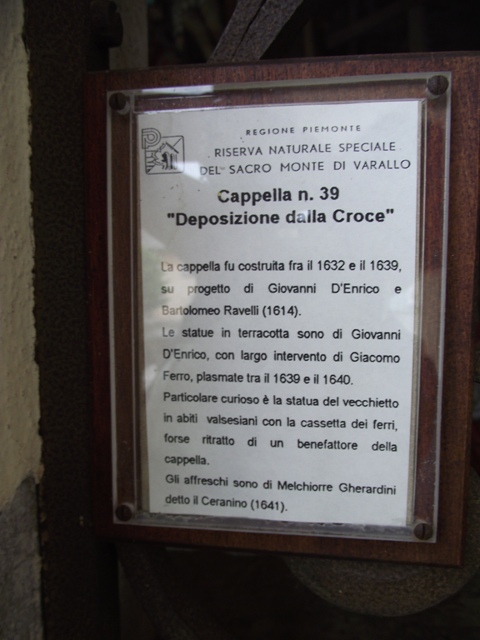 REGIONE PIEMONTE
RISERVA NATURALE SPECIALE
DEL SACRO MONTE DI VARALLO
Cappella n. 39
"Deposizione dalla Croce"
La cappella fu costruita fra il 1632 e il 1639,
su progetto di Giovanni D'Enrico e
Bartolomeo Ravelli (1614).
Le statue in terracotta sono di Giovanni
D'Enrico, con largo intervento di Giacomo
Ferro, plasmate tra il 1639 e il 1640.
Particolare curioso è la statua del vecchietto
in abiti valsesiani con la cassetta dei ferri,
forse ritratto di un benefattore della
cappella.
Gli affreschi sono di Melchiorre Gherardini
detto il Ceranino (1641).